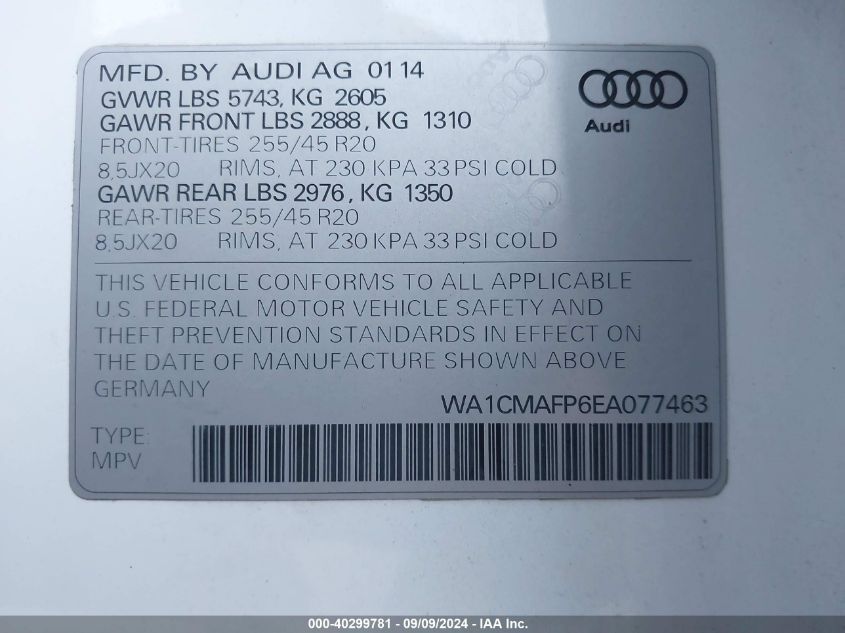 MFD. BY AUDI AG 01 14
GVWR LBS 5743, KG 2605
GAWR FRONT LBS 2888, KG 1310
FRONT-TIRES 255/45 R20
8,5JX20 RIMS, AT 230 KPA 33 PSI COLD
GAWR REAR LBS 2976, KG 1350
REAR-TIRES 255/45 R20
8,5JX20 RIMS, AT 230 KPA 33 PSI COLD
Audi
THIS VEHICLE CONFORMS TO ALL APPLICABLE
U.S. FEDERAL MOTOR VEHICLE SAFETY AND
THEFT PREVENTION STANDARDS IN EFFECT ON
THE DATE OF MANUFACTURE SHOWN ABOVE
GERMANY
WA1CMAFP6EA077463
TYPE:
MPV
000-40299781 - 09/09/2024 - IAA Inc.